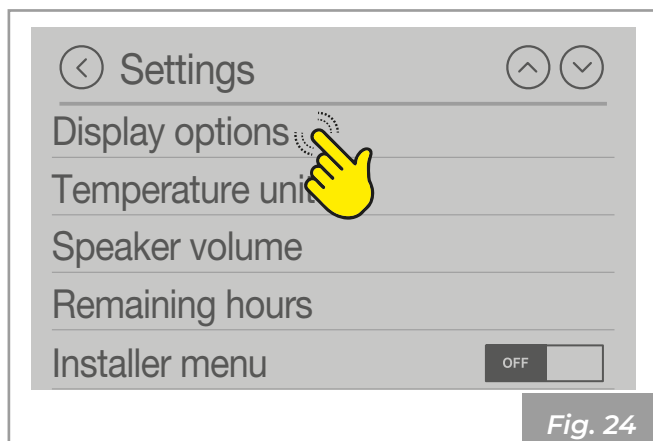 Settings
Display options
Temperature unit
Speaker volume
Remaining hours
Installer menu OFF
Fig. 24